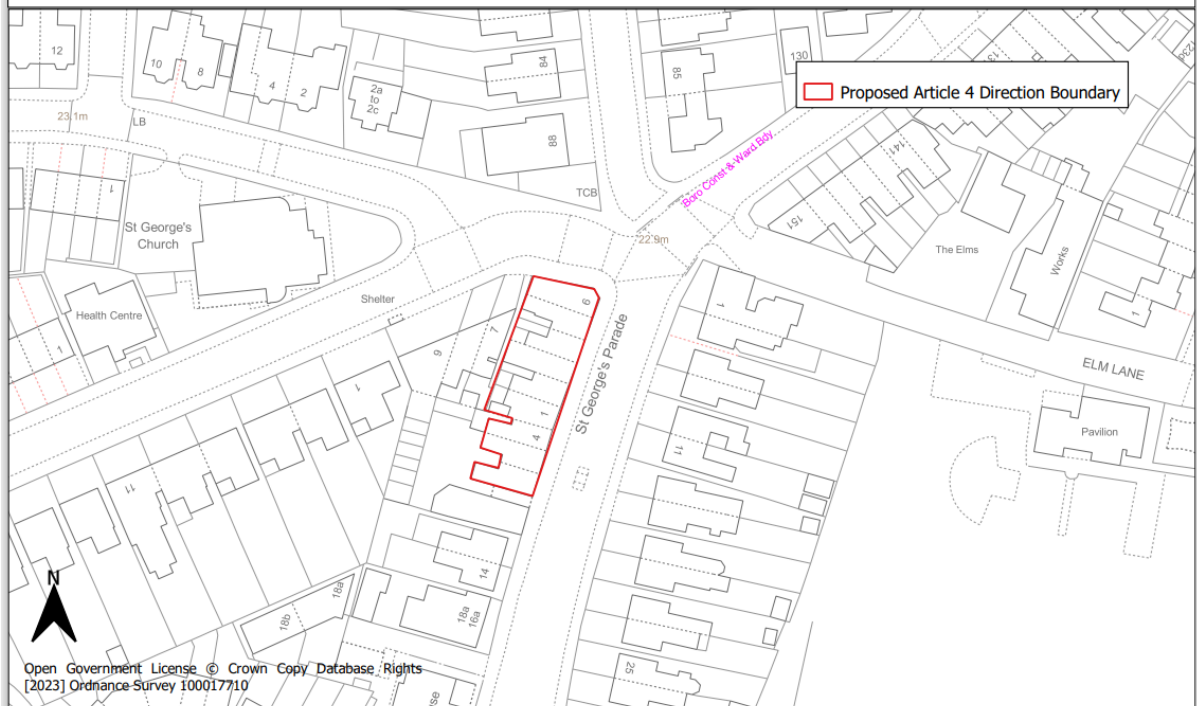 12
10
8
4
2
2a
to
2c
84
88
85
130
Proposed Article 4 Direction Boundary
23.1m
LB
1
St George's
Church
TCB
Boro Const & Ward Bdy
22.9m
141
151
The Elms
Works
1
Health Centre
1
Shelter
9
7
6
1
4
St George's Parade
1
ELM LANE
Pavilion
1
11
11
14
18a
16a
18a
18b
25
N
Open Government License © Crown Copy Database Rights
[2023] Ordnance Survey 100017710